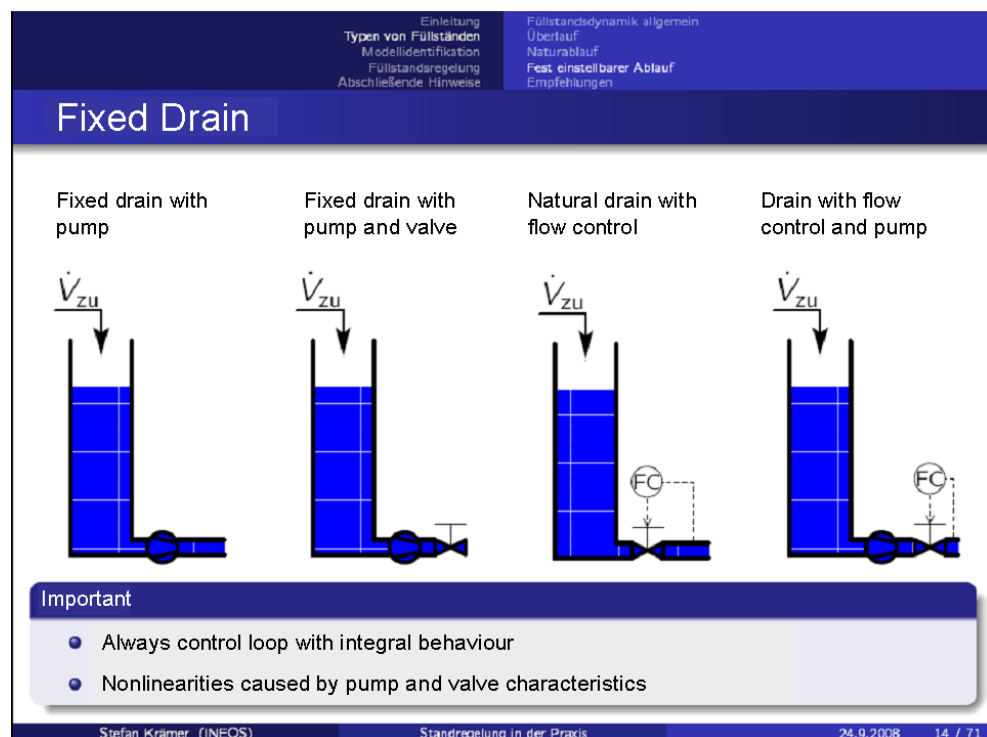 Einleitung
Typen von Füllständen
Modellidentifikation
Füllstandsregelung
Abschließende Hinweise
Füllstandsdynamik allgemein
Überlauf
Naturablauf
Fest einstellbarer Ablauf
Empfehlungen
Fixed Drain
Fixed drain with
pump
Fixed drain with
pump and valve
Natural drain with
flow control
Drain with flow
control and pump
V̇zu
V̇zu
V̇zu
V̇zu
FC
FC
Important
Always control loop with integral behaviour
Nonlinearities caused by pump and valve characteristics
Stefan Krämer (INEOS)
Standregelung in der Praxis
24.9.2008
14 / 71